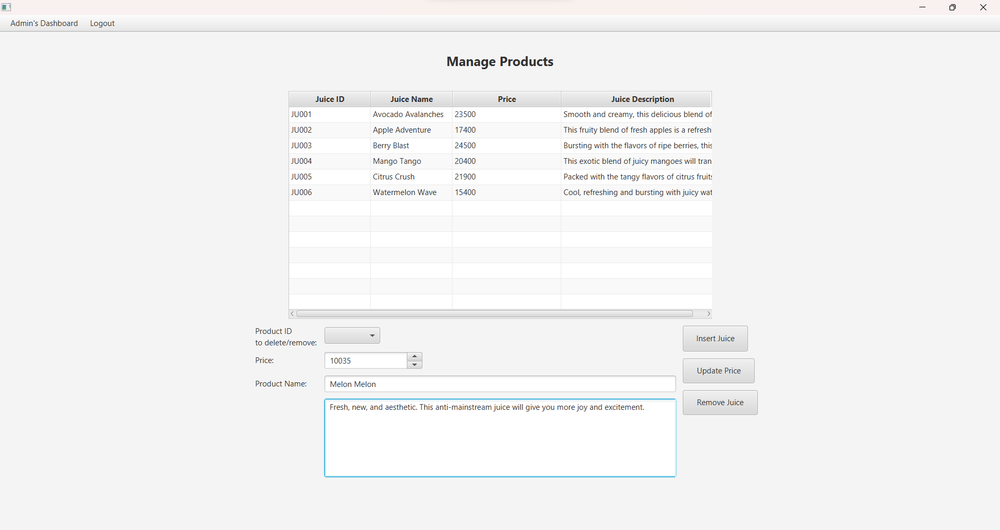 Admin's Dashboard Logout
Manage Products
Juice ID Juice Name Price Juice Description
JU001 Avocado Avalanches 23500 Smooth and creamy, this delicious blend of
JU002 Apple Adventure 17400 This fruity blend of fresh apples is a refresh
JU003 Berry Blast 24500 Bursting with the flavors of ripe berries, this
JU004 Mango Tango 20400 This exotic blend of juicy mangoes will tran
JU005 Citrus Crush 21900 Packed with the tangy flavors of citrus fruits
JU006 Watermelon Wave 15400 Cool, refreshing and bursting with juicy wat
Product ID
to delete/remove:
Insert Juice
Price: 10035
Update Price
Product Name: Melon Melon
Remove Juice
Fresh, new, and aesthetic. This anti-mainstream juice will give you more joy and excitement.